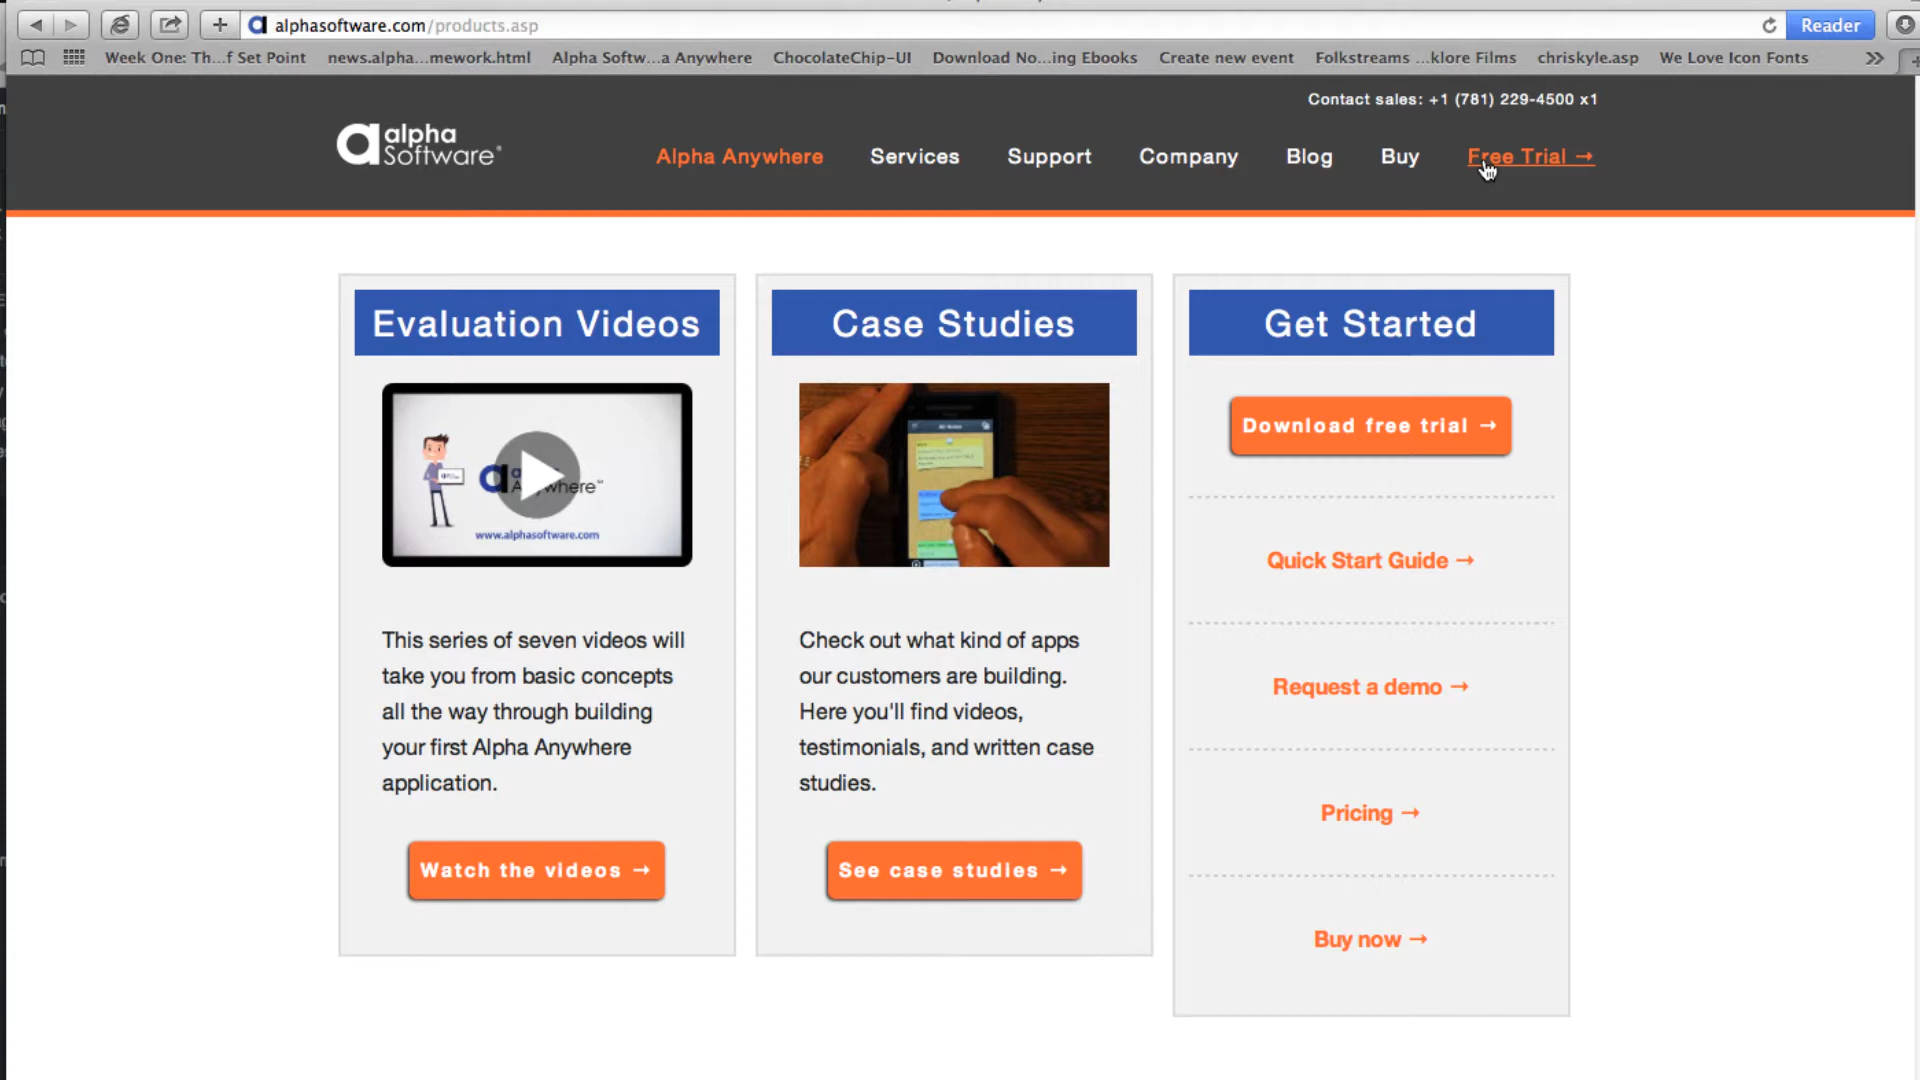 alphasoftware.com/products.asp
Reader
Week One: Th...f Set Point
news.alpha...mework.html
Alpha Softw...a Anywhere
ChocolateChip-UI
Download No...ing Ebooks
Create new event
Folkstreams ...klore Films
chriskyle.asp
We Love Icon Fonts
Contact sales: +1 (781) 229-4500 x1
alpha
Software®
Alpha Anywhere
Services
Support
Company
Blog
Buy
Free Trial →
Evaluation Videos
www.alphasoftware.com
This series of seven videos will
take you from basic concepts
all the way through building
your first Alpha Anywhere
application.
Watch the videos →
Case Studies
Check out what kind of apps
our customers are building.
Here you'll find videos,
testimonials, and written case
studies.
See case studies →
Get Started
Download free trial →
Quick Start Guide →
Request a demo →
Pricing →
Buy now →